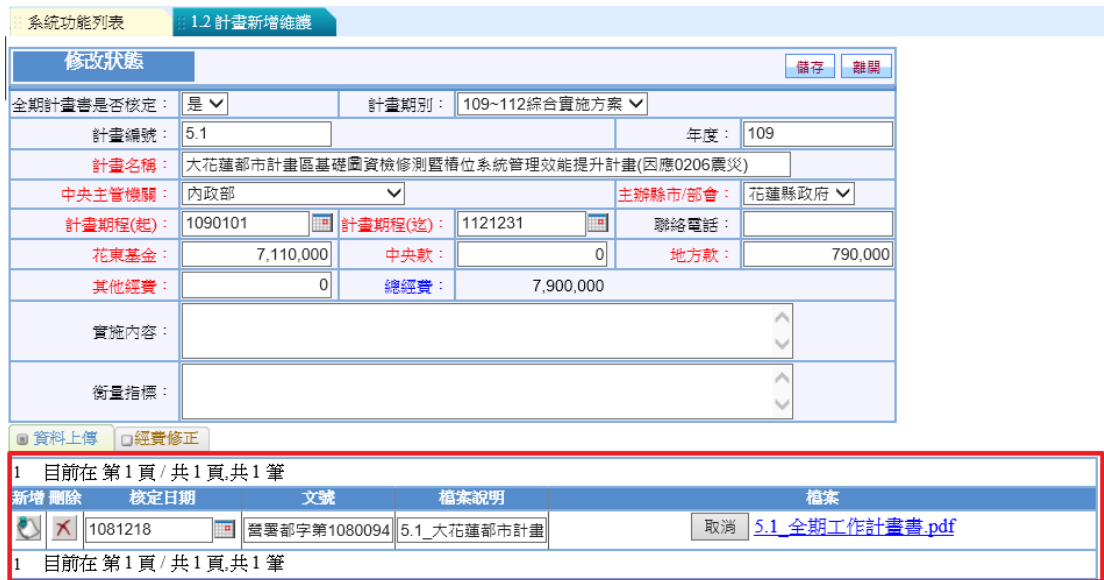 系統功能列表 1.2 計畫新增維護
修改狀態 儲存 離開
全期計畫書是否核定： 是 計畫期別： 109~112綜合實施方案
計畫編號： 5.1 年度： 109
計畫名稱： 大花蓮都市計畫區基礎圖資檢修測暨樁位系統管理效能提升計畫(因應0206震災)
中央主管機關： 內政部 主辦縣市/部會： 花蓮縣政府
計畫期程(起)： 1090101 計畫期程(迄)： 1121231 聯絡電話：
花東基金： 7,110,000 中央款： 0 地方款： 790,000
其他經費： 0 總經費： 7,900,000
實施內容：
衡量指標：
資料上傳 經費修正
1 目前在 第 1 頁 / 共 1 頁,共 1 筆
新增 刪除 核定日期 文號 檔案說明 檔案
1081218 營署都字第1080094 5.1_大花蓮都市計畫 取消 5.1_全期工作計畫書.pdf
1 目前在 第 1 頁 / 共 1 頁,共 1 筆